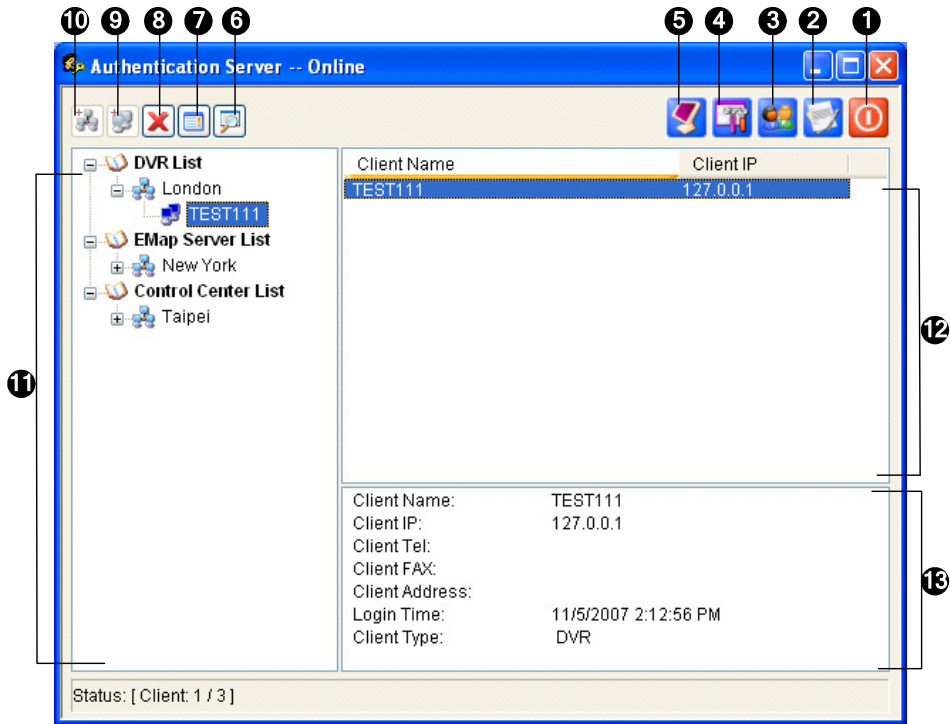 10 9 8 7 6 5 4 3 2 1
Authentication Server -- Online
DVR List
London
TEST111
EMap Server List
New York
Control Center List
Taipei
11
Client Name Client IP
TEST111 127.0.0.1
12
Client Name: TEST111
Client IP: 127.0.0.1
Client Tel:
Client FAX:
Client Address:
Login Time: 11/5/2007 2:12:56 PM
Client Type: DVR
13
Status: [ Client: 1 / 3 ]